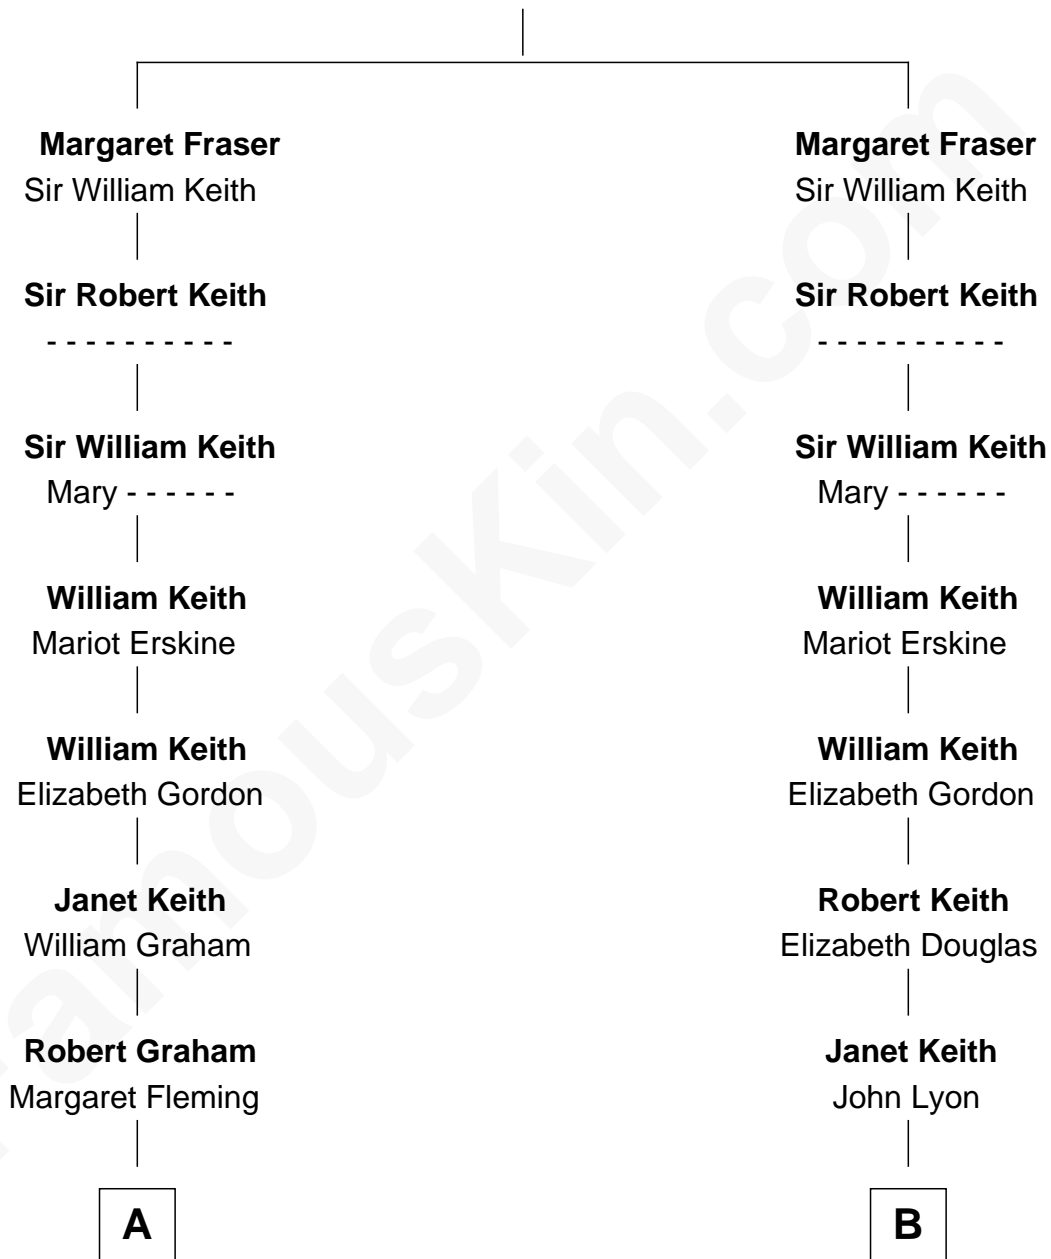 Margaret Fraser
Sir William Keith
Margaret Fraser
Sir William Keith
Sir Robert Keith
- - - - - - - - - -
Sir Robert Keith
- - - - - - - - - -
Sir William Keith
Mary - - - - - -
Sir William Keith
Mary - - - - - -
William Keith
Mariot Erskine
William Keith
Mariot Erskine
William Keith
Elizabeth Gordon
William Keith
Elizabeth Gordon
Janet Keith
William Graham
Robert Keith
Elizabeth Douglas
Robert Graham
Margaret Fleming
Janet Keith
John Lyon
A
B
FamousKin.com